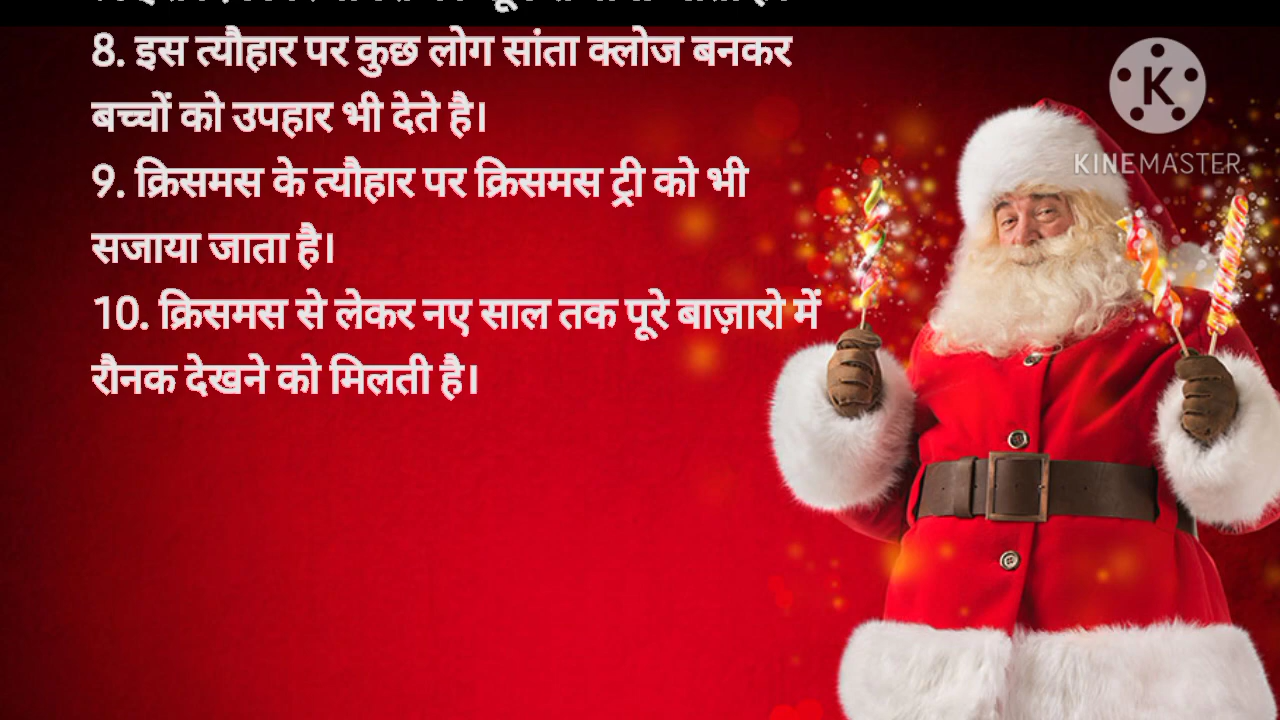 8. इस त्यौहार पर कुछ लोग सांता क्लोज बनकर
बच्चों को उपहार भी देते है।
9. क्रिसमस के त्यौहार पर क्रिसमस ट्री को भी
सजाया जाता है।
10. क्रिसमस से लेकर नए साल तक पूरे बाज़ारो में
रौनक देखने को मिलती है।
K
KINEMASTER